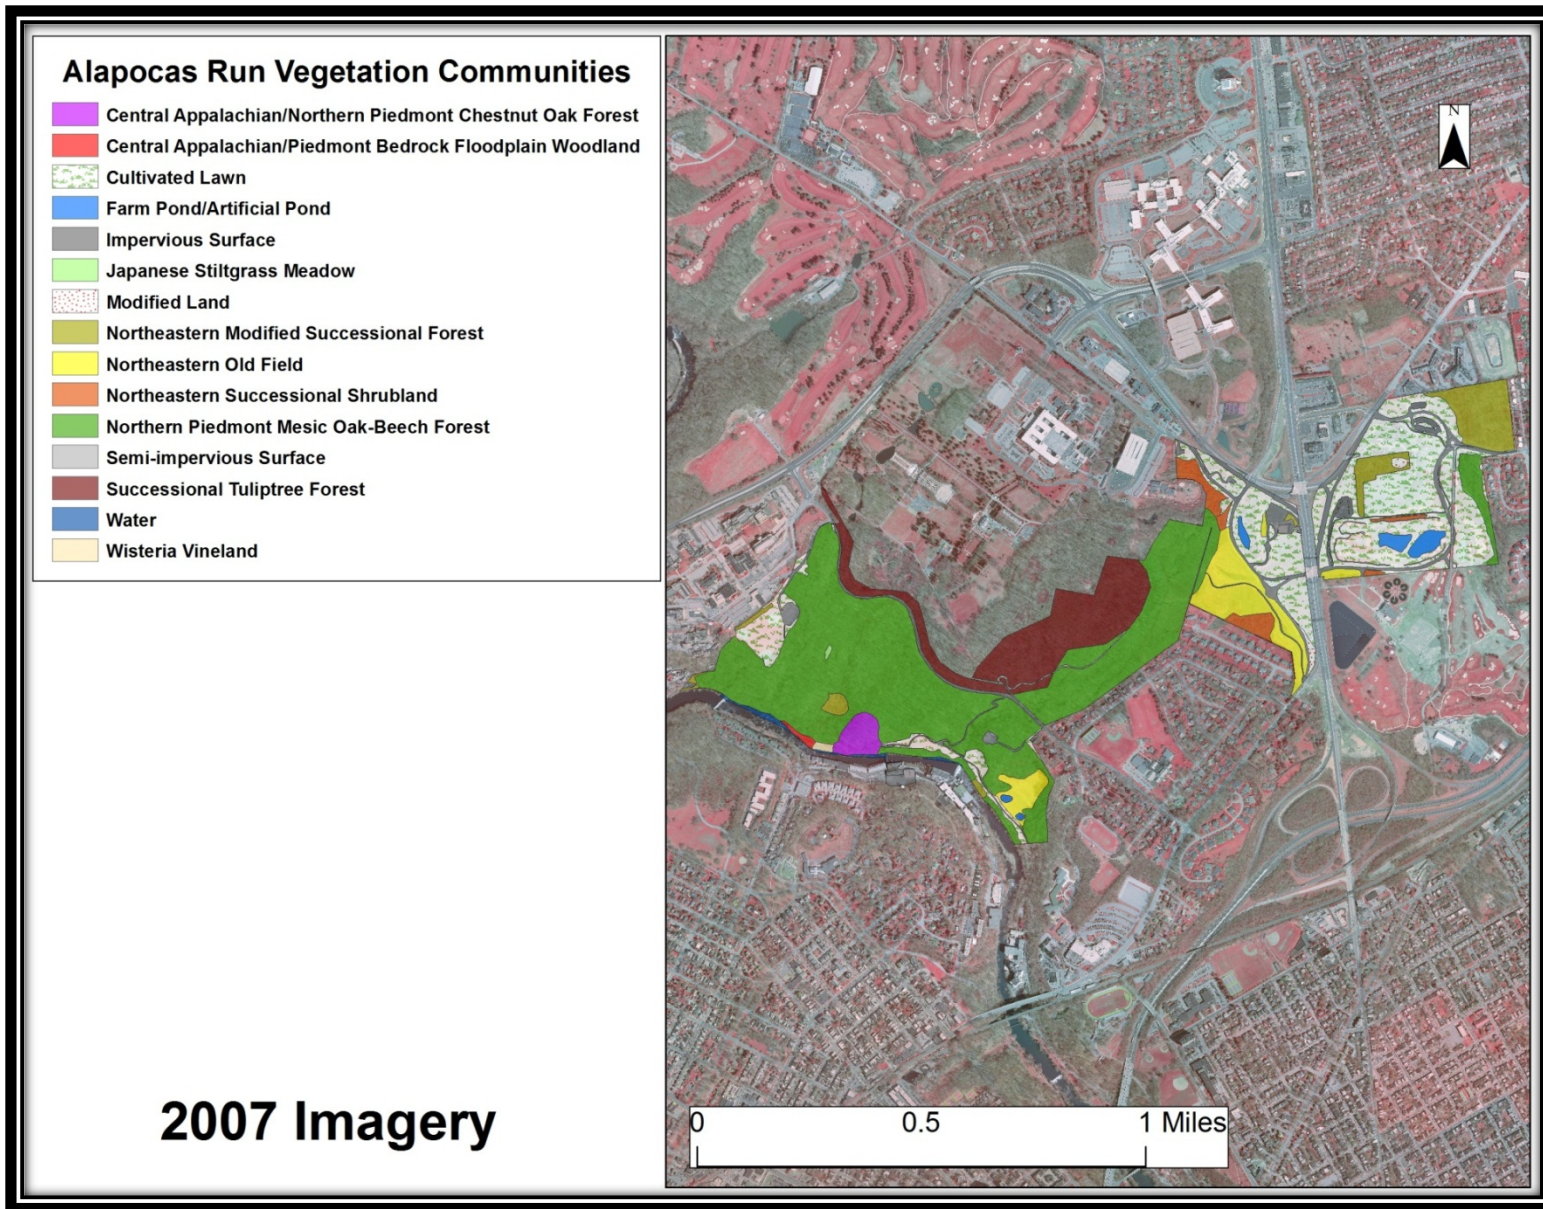 Alapocas Run Vegetation Communities
Central Appalachian/Northern Piedmont Chestnut Oak Forest
Central Appalachian/Piedmont Bedrock Floodplain Woodland
Cultivated Lawn
Farm Pond/Artificial Pond
Impervious Surface
Japanese Stiltgrass Meadow
Modified Land
Northeastern Modified Successional Forest
Northeastern Old Field
Northeastern Successional Shrubland
Northern Piedmont Mesic Oak-Beech Forest
Semi-impervious Surface
Successional Tuliptree Forest
Water
Wisteria Vineland
2007 Imagery
N
0 0.5 1 Miles